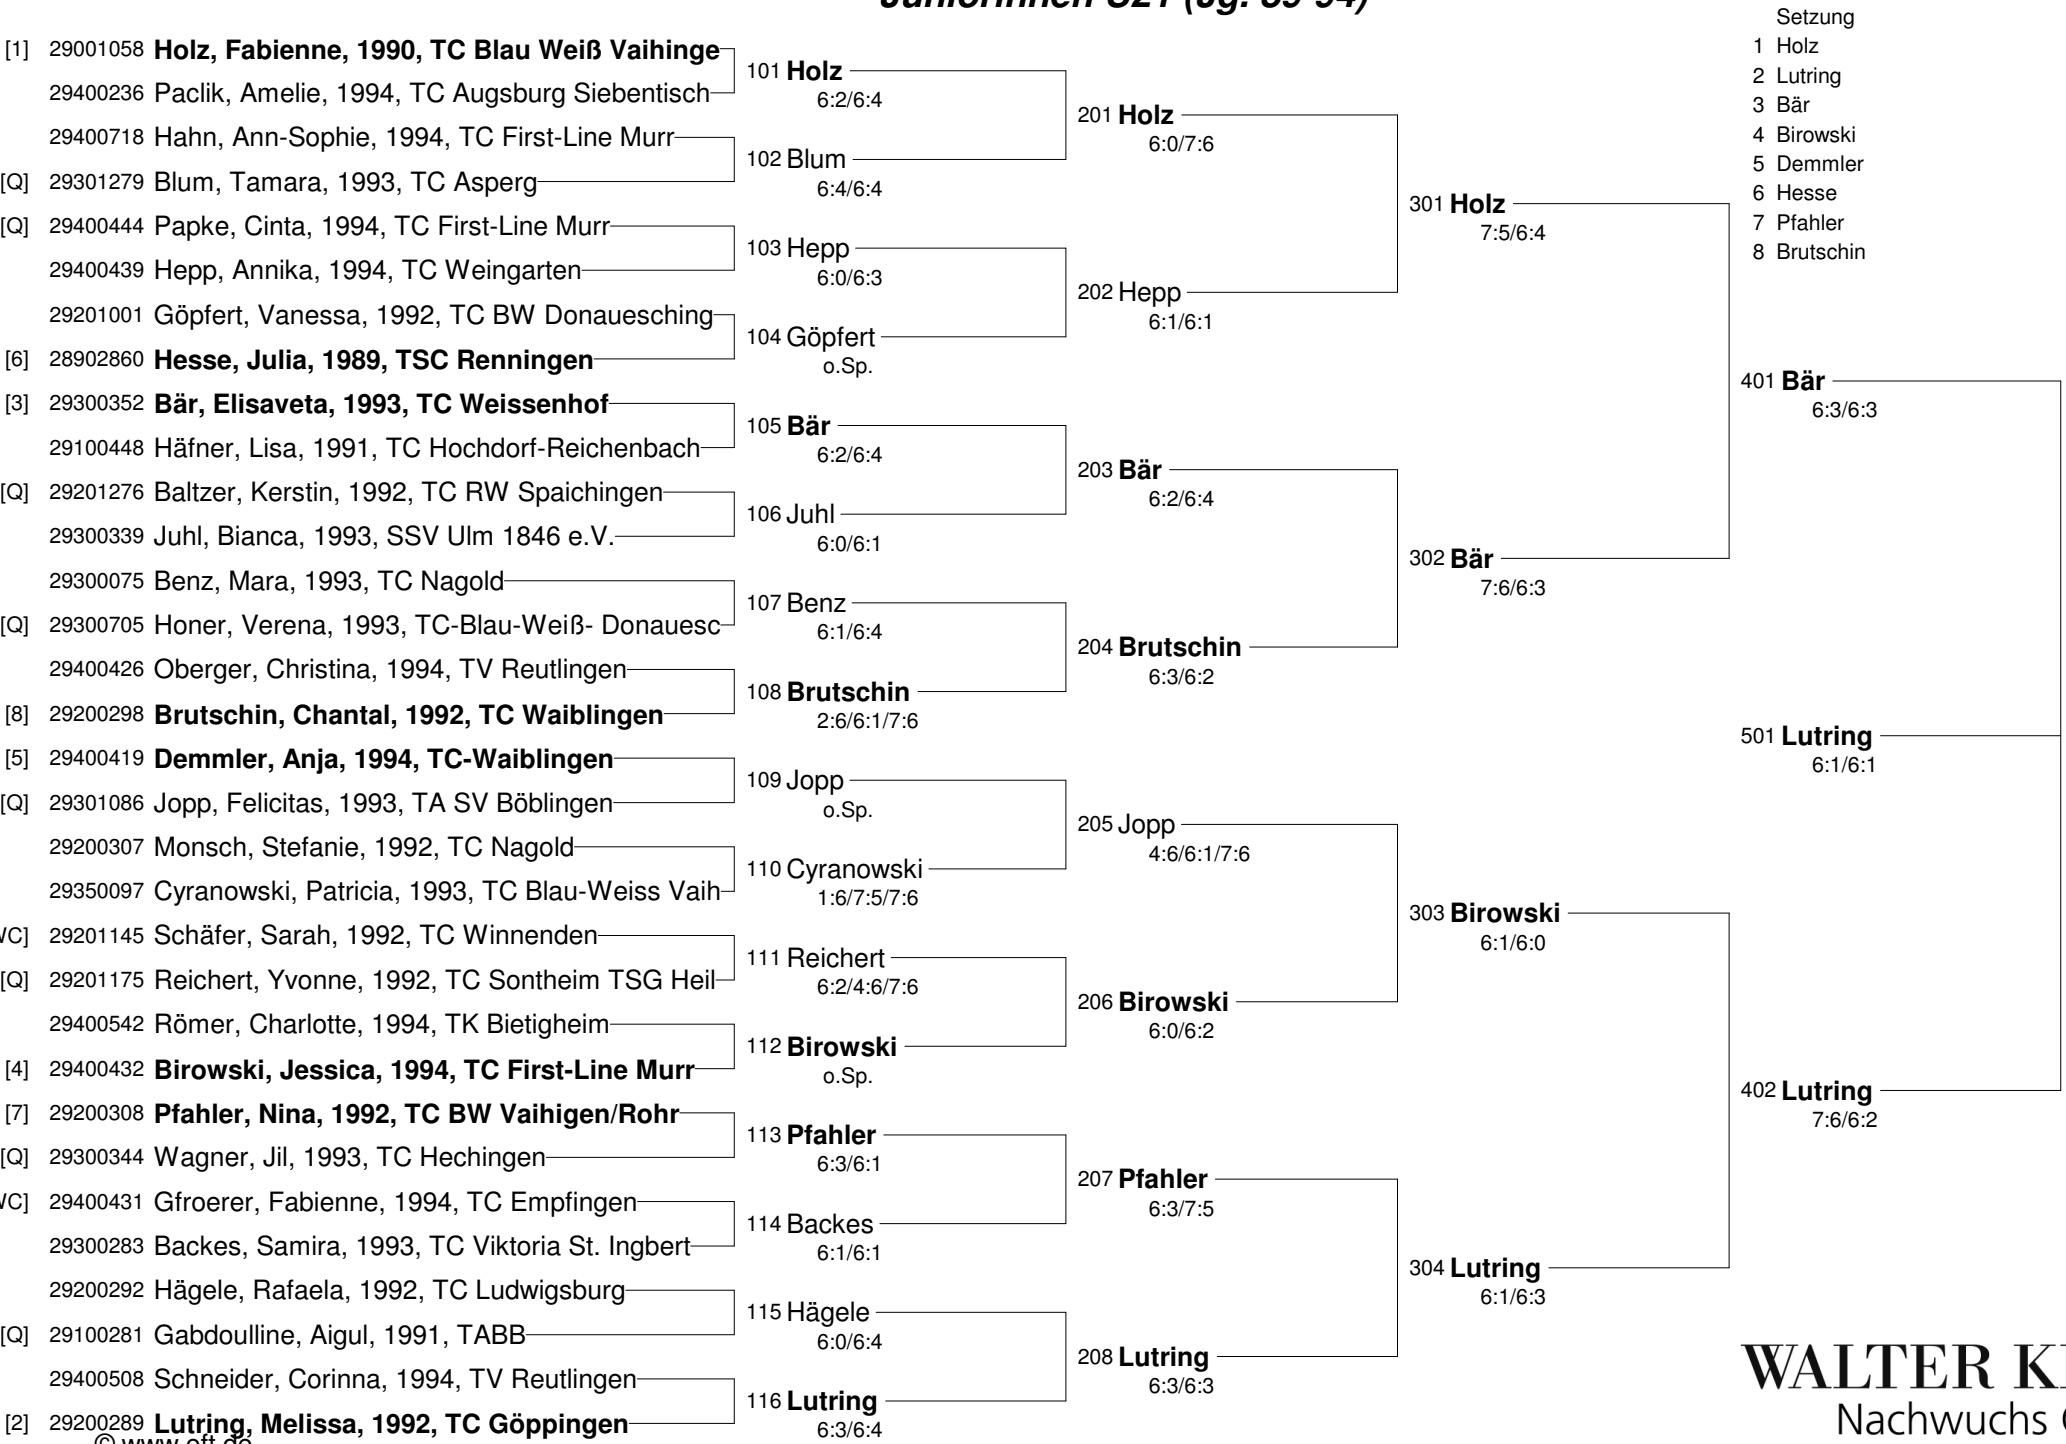 Juniorinnen U21 (Jg. 89-94)
Setzung
1 Holz
2 Lutring
3 Bär
4 Birowski
5 Demmler
6 Hesse
7 Pfahler
8 Brutschin
[1] 29001058 Holz, Fabienne, 1990, TC Blau Weiß Vaihinge
29400236 Paclik, Amelie, 1994, TC Augsburg Siebentisch
29400718 Hahn, Ann-Sophie, 1994, TC First-Line Murr
[Q] 29301279 Blum, Tamara, 1993, TC Asperg
[Q] 29400444 Papke, Cinta, 1994, TC First-Line Murr
29400439 Hepp, Annika, 1994, TC Weingarten
29201001 Göpfert, Vanessa, 1992, TC BW Donauesching
[6] 28902860 Hesse, Julia, 1989, TSC Renningen
[3] 29300352 Bär, Elisaveta, 1993, TC Weissenhof
29100448 Häfner, Lisa, 1991, TC Hochdorf-Reichenbach
[Q] 29201276 Baltzer, Kerstin, 1992, TC RW Spaichingen
29300339 Juhl, Bianca, 1993, SSV Ulm 1846 e.V.
29300075 Benz, Mara, 1993, TC Nagold
[Q] 29300705 Honer, Verena, 1993, TC-Blau-Weiß- Donauesc
29400426 Oberger, Christina, 1994, TV Reutlingen
[8] 29200298 Brutschin, Chantal, 1992, TC Waiblingen
[5] 29400419 Demmler, Anja, 1994, TC-Waiblingen
[Q] 29301086 Jopp, Felicitas, 1993, TA SV Böblingen
29200307 Monsch, Stefanie, 1992, TC Nagold
29350097 Cyranowski, Patricia, 1993, TC Blau-Weiss Vaih
WC] 29201145 Schäfer, Sarah, 1992, TC Winnenden
[Q] 29201175 Reichert, Yvonne, 1992, TC Sontheim TSG Heil
29400542 Römer, Charlotte, 1994, TK Bietigheim
[4] 29400432 Birowski, Jessica, 1994, TC First-Line Murr
[7] 29200308 Pfahler, Nina, 1992, TC BW Vaihigen/Rohr
[Q] 29300344 Wagner, Jil, 1993, TC Hechingen
WC] 29400431 Gfroerer, Fabienne, 1994, TC Empfingen
29300283 Backes, Samira, 1993, TC Viktoria St. Ingbert
29200292 Hägele, Rafaela, 1992, TC Ludwigsburg
[Q] 29100281 Gabdoulline, Aigul, 1991, TABB
29400508 Schneider, Corinna, 1994, TV Reutlingen
[2] 29200289 Lutring, Melissa, 1992, TC Göppingen
101 Holz
6:2/6:4
102 Blum
6:4/6:4
103 Hepp
6:0/6:3
104 Göpfert
o.Sp.
105 Bär
6:2/6:4
106 Juhl
6:0/6:1
107 Benz
6:1/6:4
108 Brutschin
2:6/6:1/7:6
109 Jopp
o.Sp.
110 Cyranowski
1:6/7:5/7:6
111 Reichert
6:2/4:6/7:6
112 Birowski
o.Sp.
113 Pfahler
6:3/6:1
114 Backes
6:1/6:1
115 Hägele
6:0/6:4
116 Lutring
6:3/6:4
201 Holz
6:0/7:6
202 Hepp
6:1/6:1
203 Bär
6:2/6:4
204 Brutschin
6:3/6:2
205 Jopp
4:6/6:1/7:6
206 Birowski
6:0/6:2
207 Pfahler
6:3/7:5
208 Lutring
6:3/6:3
301 Holz
7:5/6:4
302 Bär
7:6/6:3
303 Birowski
6:1/6:0
304 Lutring
6:1/6:3
401 Bär
6:3/6:3
402 Lutring
7:6/6:2
501 Lutring
6:1/6:1
WALTER
Nachwuchs
© www.oft.de